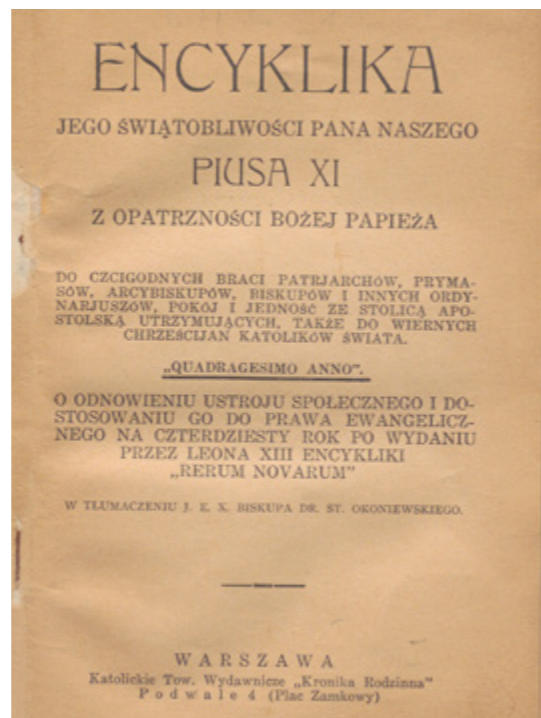 ENCYKLIKA
JEGO ŚWIĄTOBLIWOŚCI PANA NASZEGO
PIUSA XI
Z OPATRZNOŚCI BOŻEJ PAPIEŻA
DO CZCIGODNYCH BRACI PATRJARCHÓW, PRYMA-
SÓW, ARCYBISKUPÓW, BISKUPÓW I INNYCH ORDY-
NARJUSZÓW, POKÓJ I JEDNOŚĆ ZE STOLICĄ APO-
STOLSKĄ UTRZYMUJĄCYCH, TAKŻE DO WIERNYCH
CHRZEŚCIJAN KATOLIKÓW ŚWIATA.
„QUADRAGESIMO ANNO".
O ODNOWIENIU USTROJU SPOŁECZNEGO I DO-
STOSOWANIU GO DO PRAWA EWANGELICZ-
NEGO NA CZTERDZIESTY ROK PO WYDANIU
PRZEZ LEONA XIII ENCYKLIKI
„RERUM NOVARUM"
W TŁUMACZENIU J. E. X. BISKUPA DR. ST. OKONIEWSKIEGO.
WARSZAWA
Katolickie Tow. Wydawnicze „Kronika Rodzinna"
Podwale 4 (Plac Zamkowy)